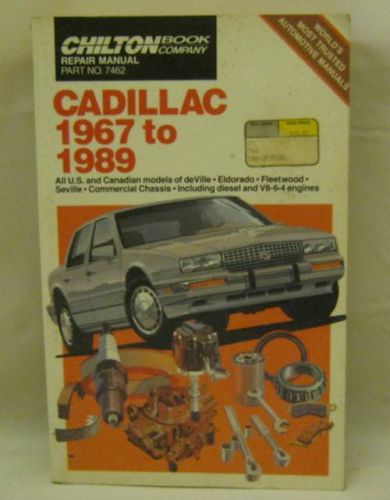 CHILTON BOOK COMPANY
REPAIR MANUAL
PART NO. 7462
WORLD'S
MOST TRUSTED
AUTOMOTIVE MANUALS
CADILLAC
1967 to
1989
All U.S. and Canadian models of deVille • Eldorado • Fleetwood •
Seville • Commercial Chassis • Including diesel and V8-6-4 engines